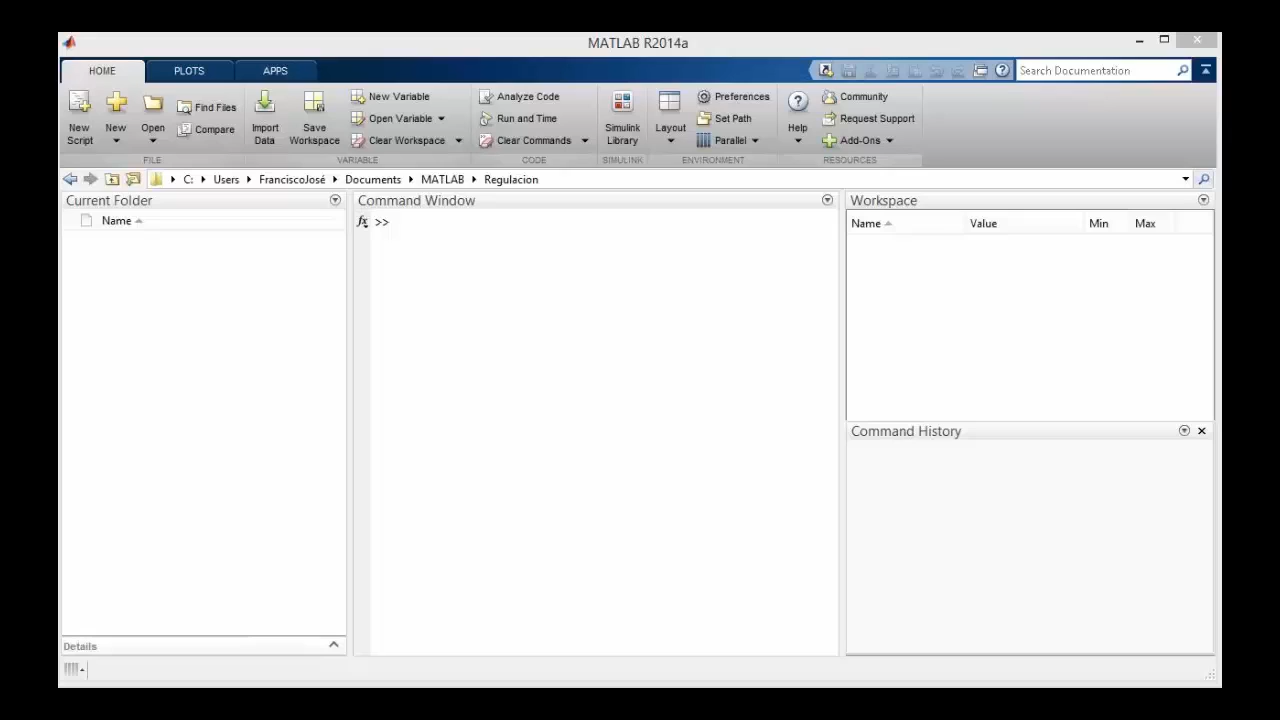 MATLAB R2014a
HOME PLOTS APPS Search Documentation
New Script New Open Find Files Compare Import Data Save Workspace New Variable Open Variable Clear Workspace Analyze Code Run and Time Clear Commands Simulink Library Layout Preferences Set Path Parallel Help Community Request Support Add-Ons
FILE VARIABLE CODE SIMULINK ENVIRONMENT RESOURCES
C: Users FranciscoJosé Documents MATLAB Regulacion
Current Folder Command Window Workspace
Name fx >> Name Value Min Max
Command History
Details